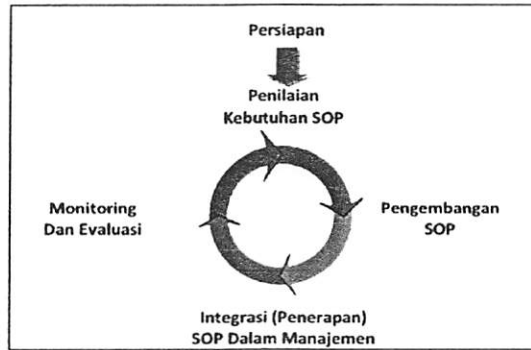 Persiapan
Penilaian
Kebutuhan SOP
Monitoring
Dan Evaluasi
Pengembangan
SOP
Integrasi (Penerapan)
SOP Dalam Manajemen